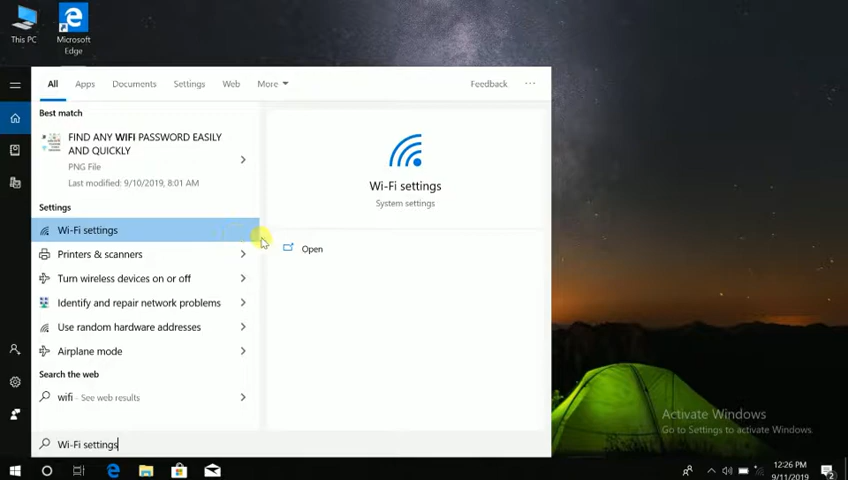 This PC
Microsoft
Edge
All Apps Documents Settings Web More Feedback ...
Best match
FIND ANY WIFI PASSWORD EASILY
AND QUICKLY
PNG File
Last modified: 9/10/2019, 8:01 AM
Settings
Wi-Fi settings
Printers & scanners
Turn wireless devices on or off
Identify and repair network problems
Use random hardware addresses
Airplane mode
Search the web
wifi - See web results
Wi-Fi settings
System settings
Open
Wi-Fi settings
Activate Windows
Go to Settings to activate Windows.
12:26 PM
9/11/2019
2